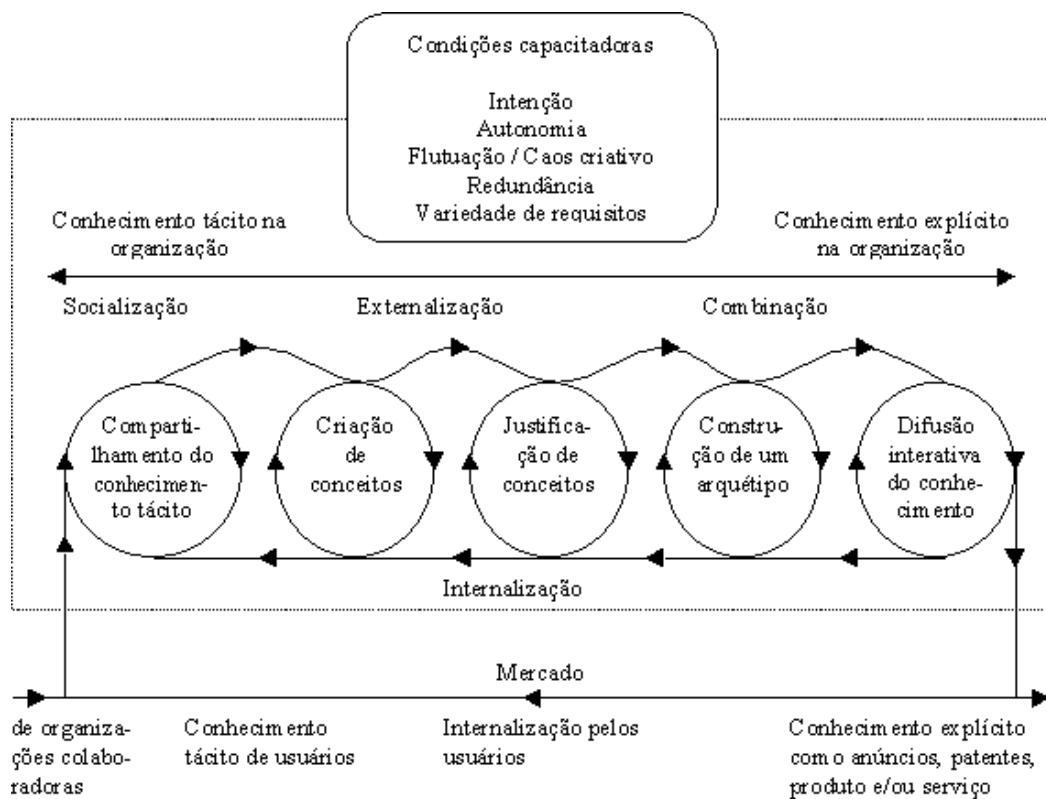 Condições capacitadoras
Intenção
Autonomia
Flutuação / Caos criativo
Redundância
Variedade de requisitos
Conhecimento tácito na
organização
Conhecimento explícito
na organização
Socialização
Externalização
Combinação
Comparti-
lhamento do
conhecimen-
to tácito
Criação
de
conceitos
Justifica-
ção de
conceitos
Constru-
ção de um
arquétipo
Difusão
interativa
do conhe-
cimento
Internalização
Mercado
de organiza-
ções colabo-
radoras
Conhecimento
tácito de usuários
Internalização pelos
usuários
Conhecimento explícito
como anúncios, patentes,
produto e/ou serviço